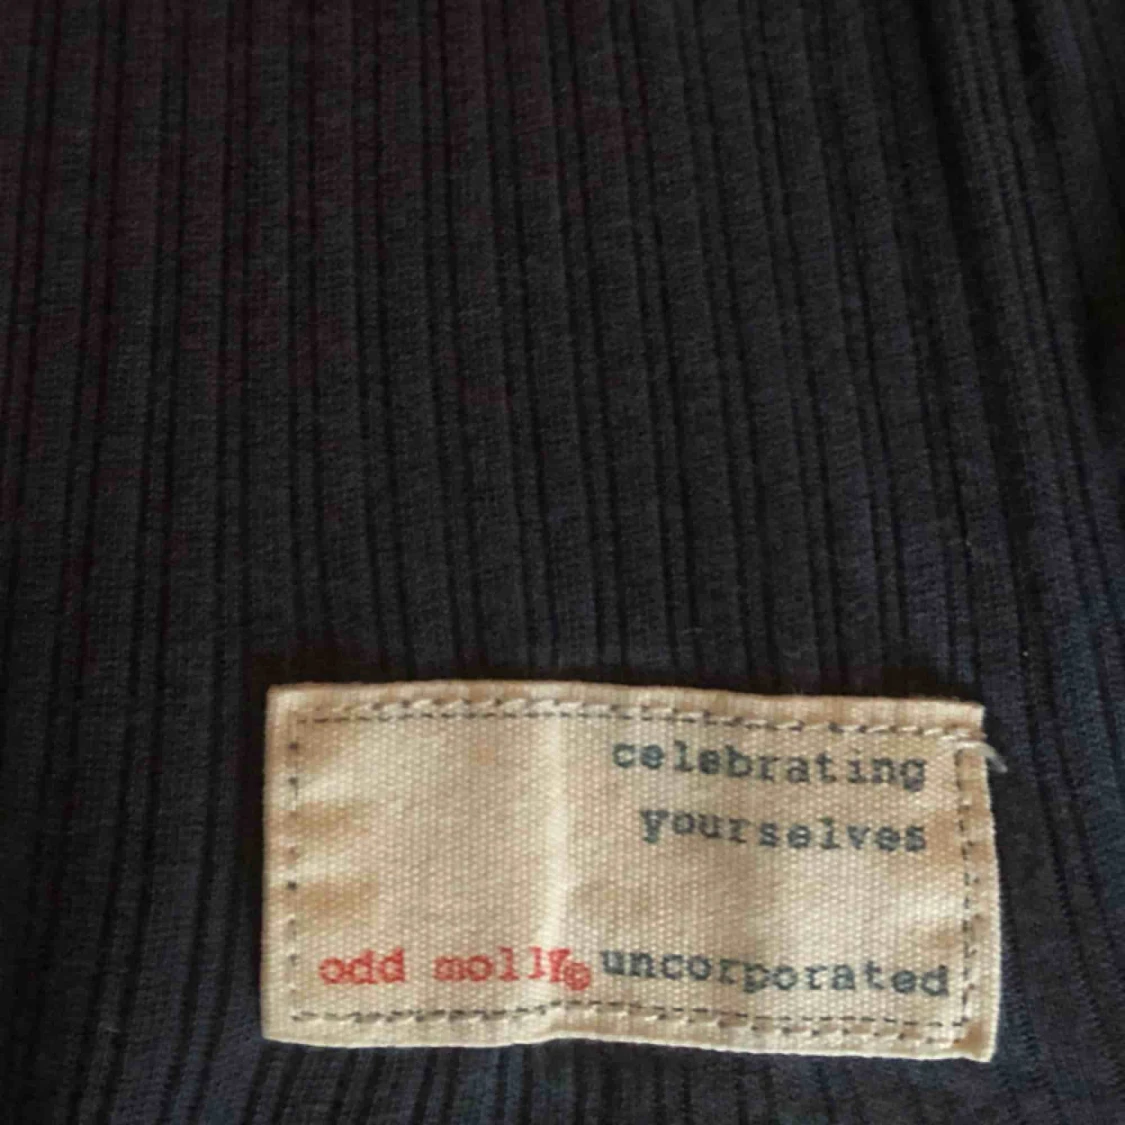 celebrating
yourselves
odd molly® uncorporated